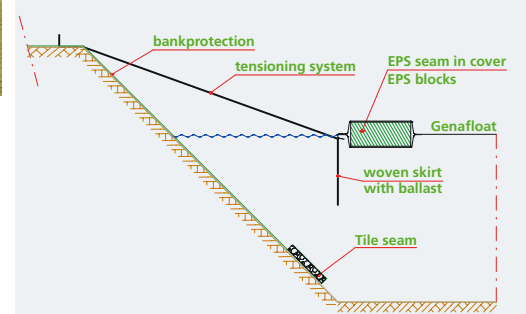 bankprotection
tensioning system
EPS seam in cover
EPS blocks
Genafloat
woven skirt
with ballast
Tile seam